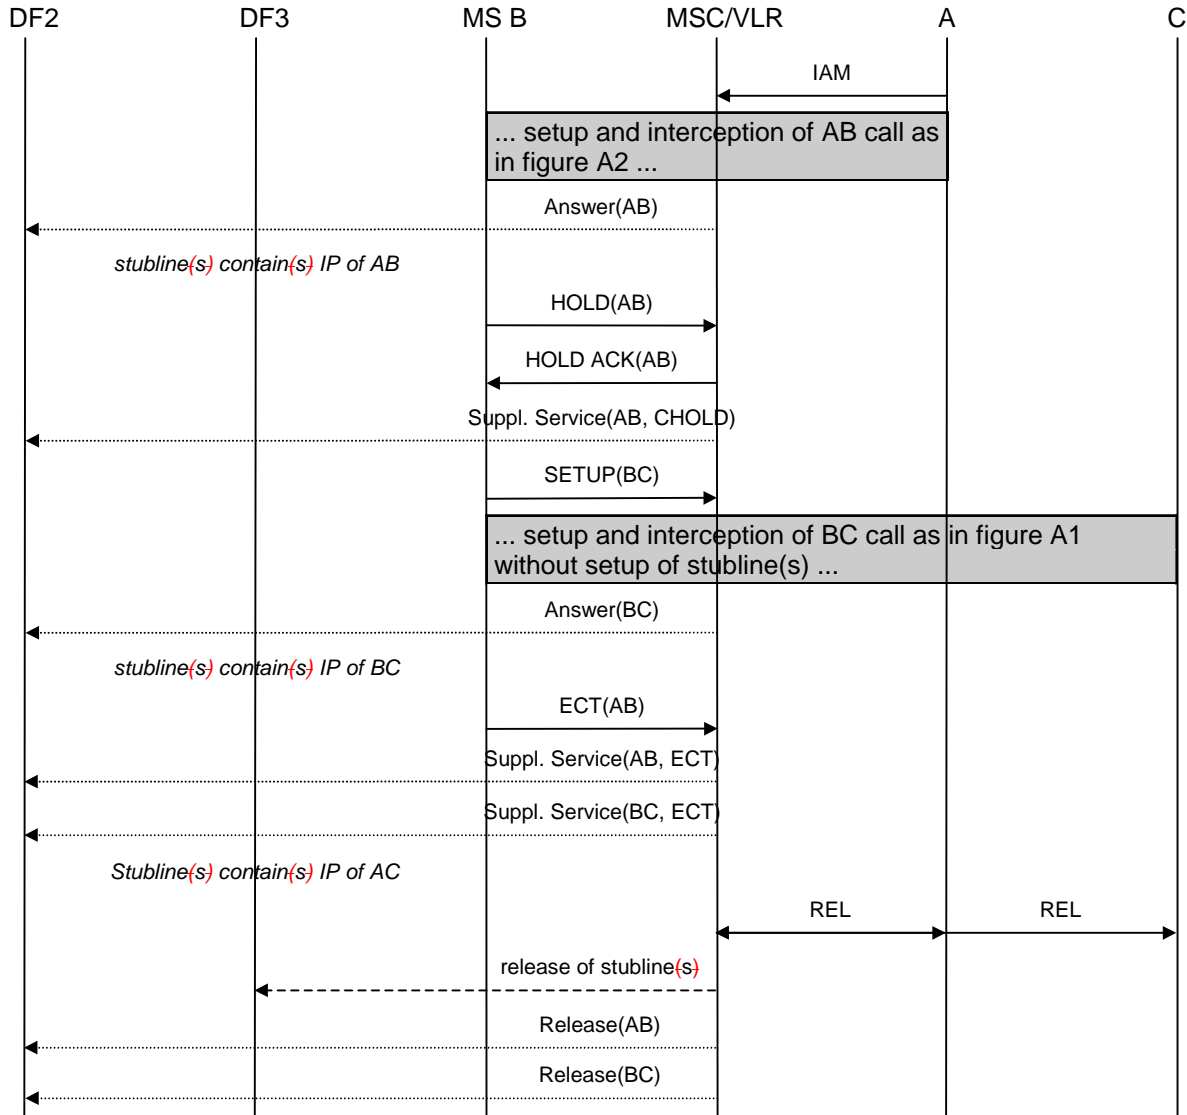 DF2 DF3 MS B MSC/VLR A C
IAM
... setup and interception of AB call as
in figure A2 ...
Answer(AB)
stubline(s) contain(s) IP of AB
HOLD(AB)
HOLD ACK(AB)
Suppl. Service(AB, CHOLD)
SETUP(BC)
... setup and interception of BC call as in figure A1
without setup of stubline(s) ...
Answer(BC)
stubline(s) contain(s) IP of BC
ECT(AB)
Suppl. Service(AB, ECT)
Suppl. Service(BC, ECT)
Stubline(s) contain(s) IP of AC
REL REL
release of stubline(s)
Release(AB)
Release(BC)